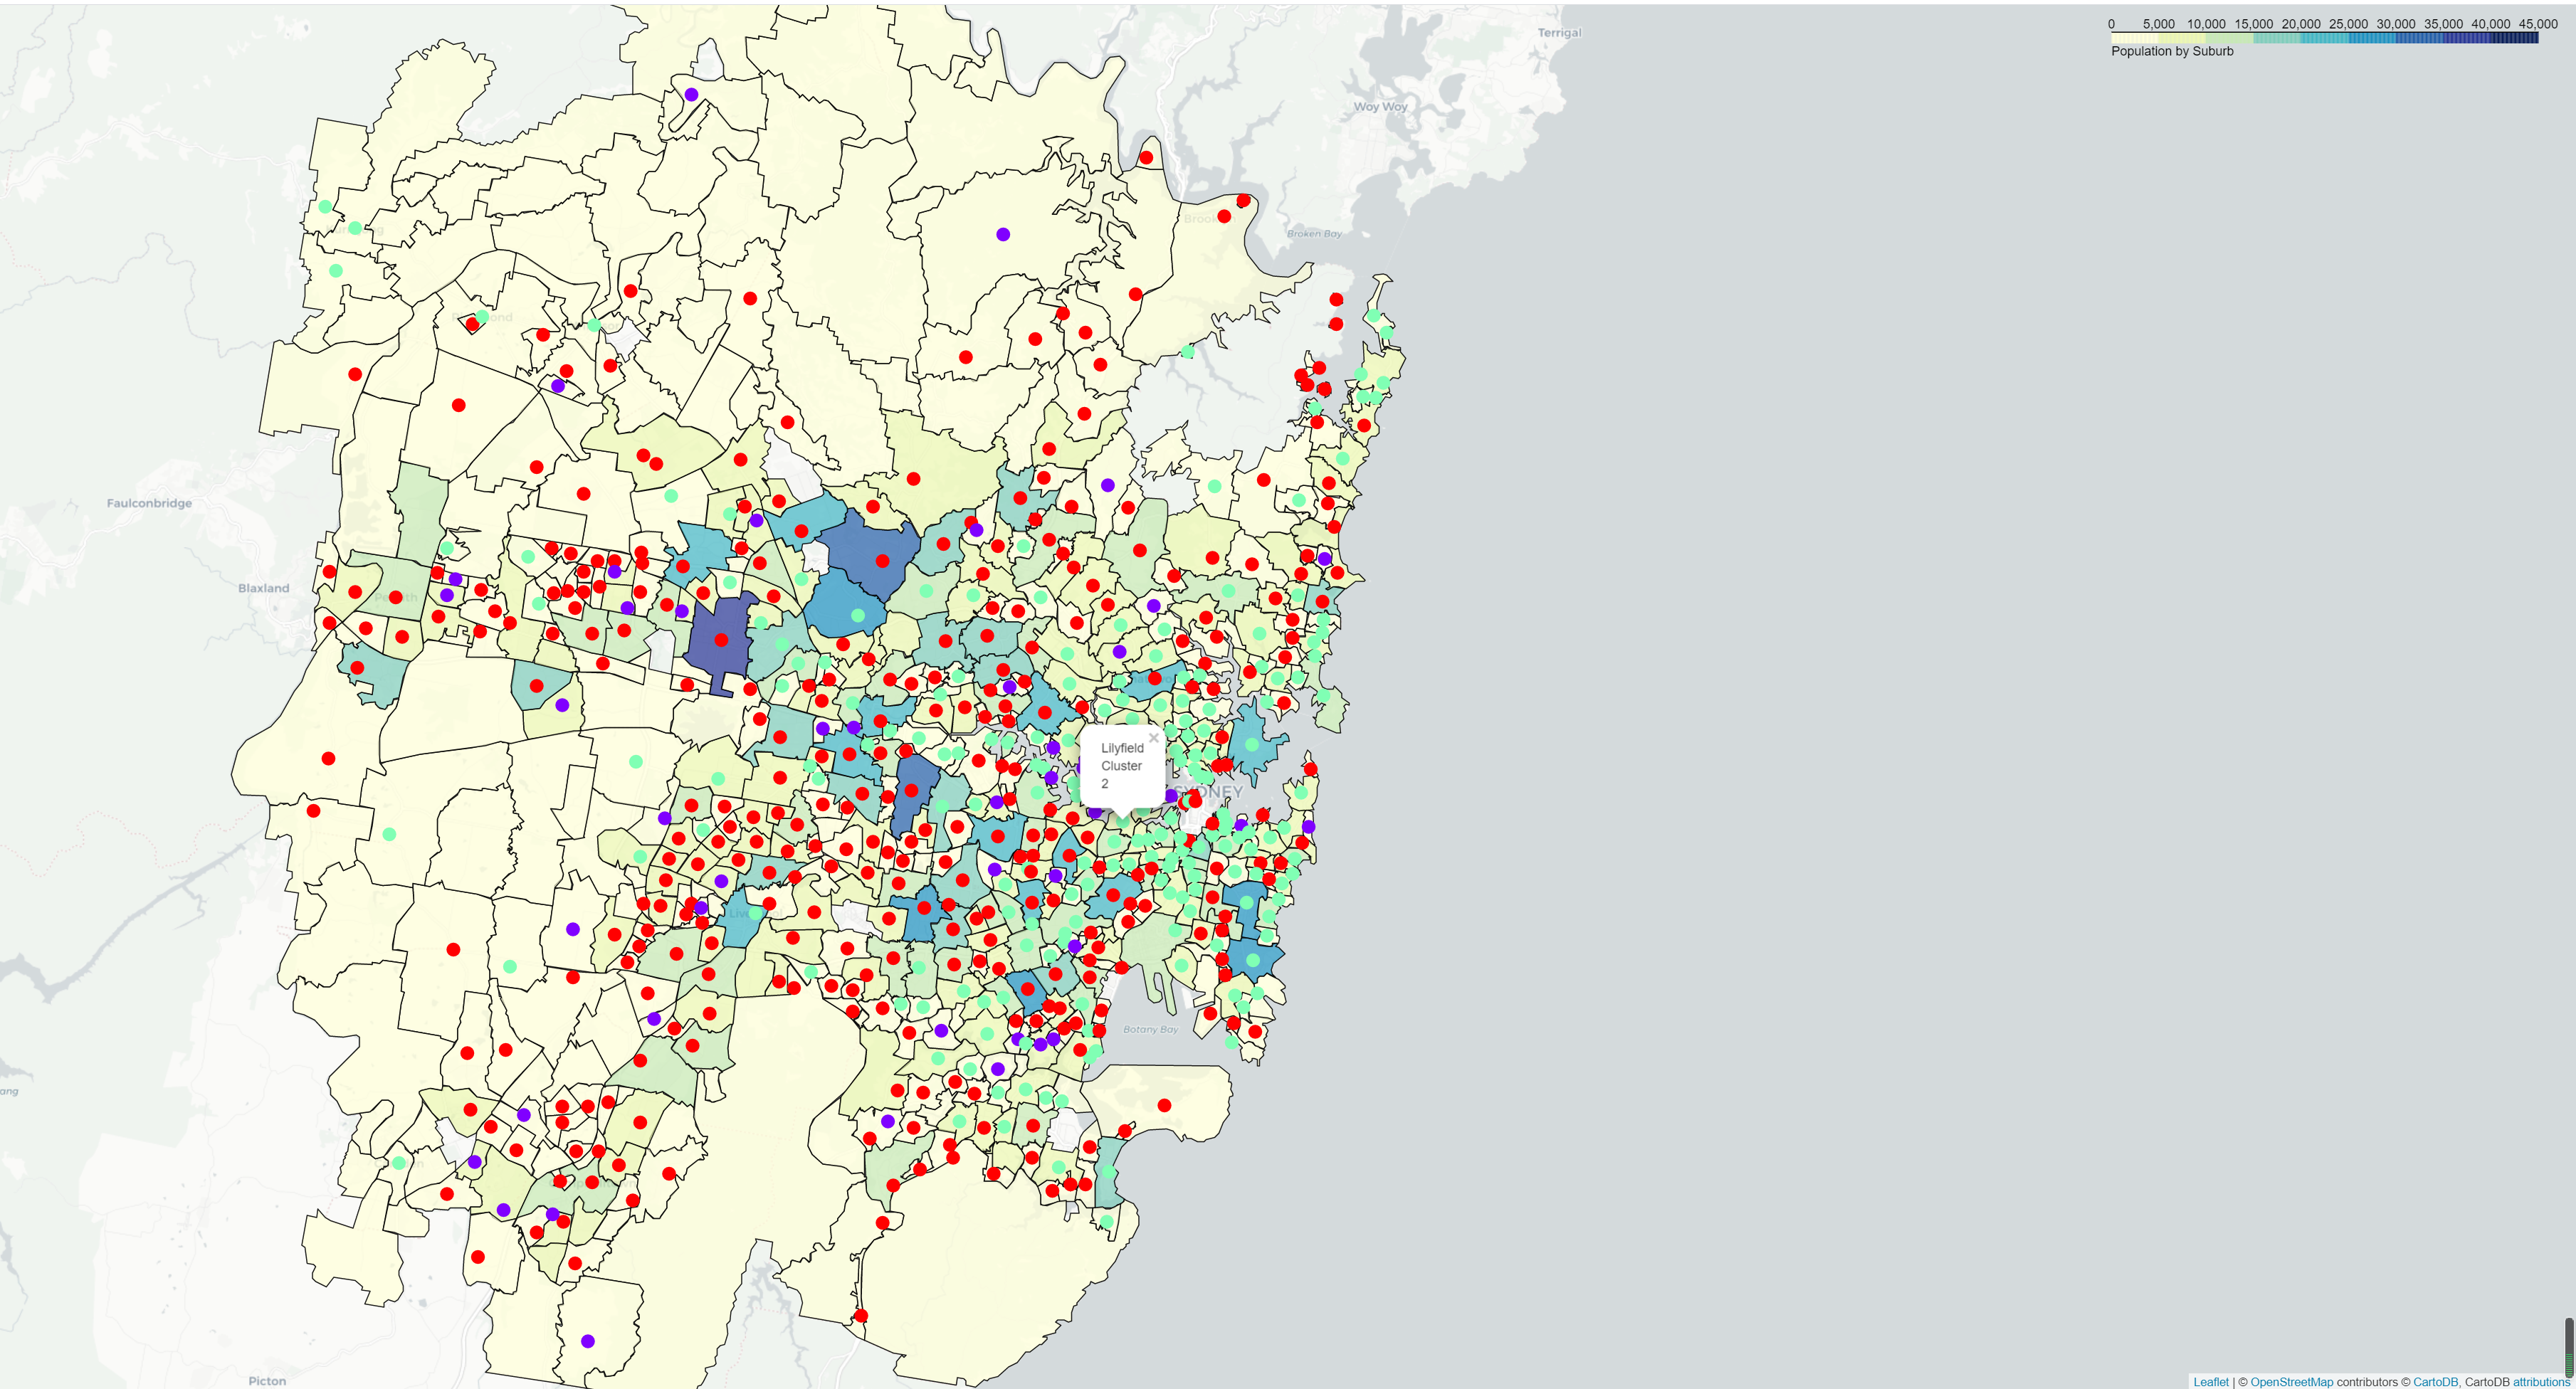 Terrigal
0 5,000 10,000 15,000 20,000 25,000 30,000 35,000 40,000 45,000
Population by Suburb
Woy Woy
Broken Bay
Faulconbridge
Blaxland
Lilyfield
Cluster
2
×
SYDNEY
Botany Bay
ang
Picton
Leaflet | © OpenStreetMap contributors © CartoDB, CartoDB attributions